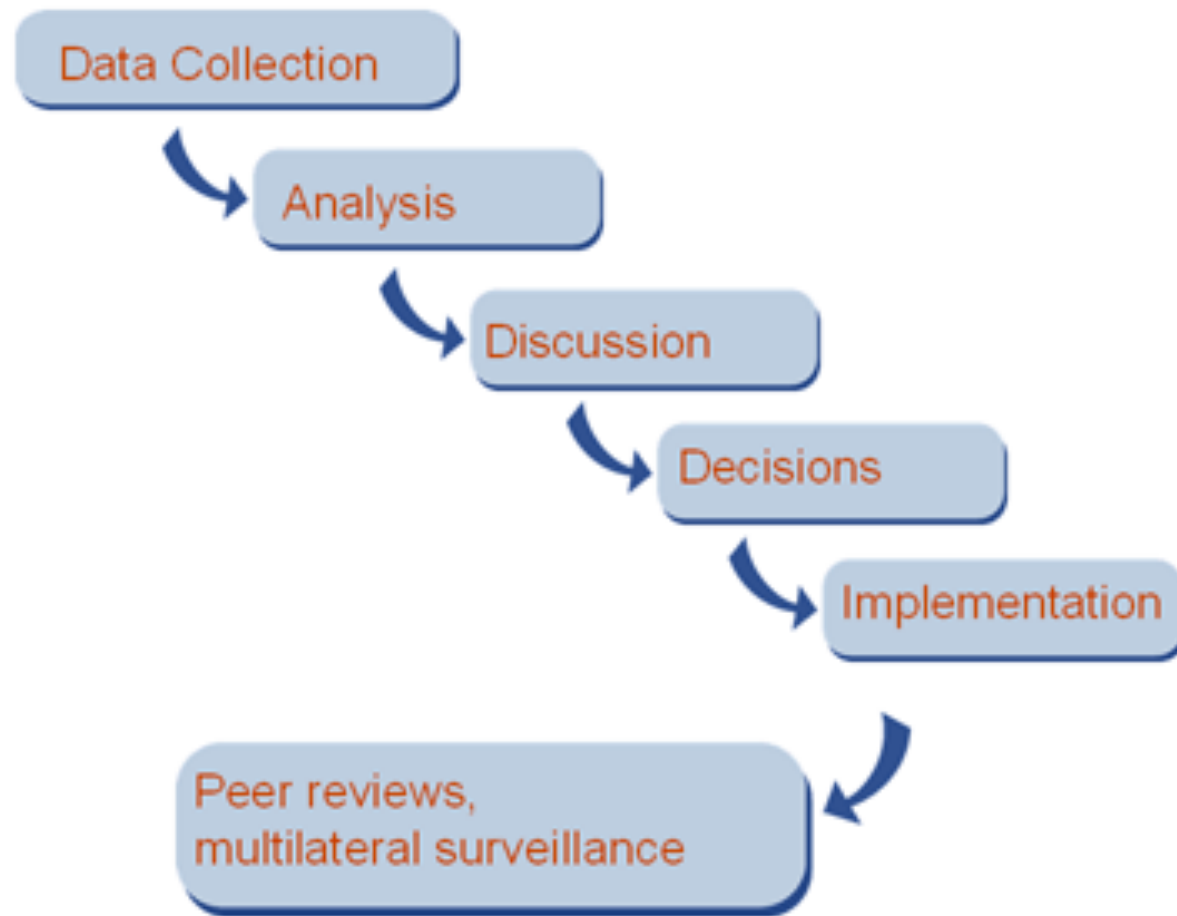 Data Collection
Analysis
Discussion
Decisions
Implementation
Peer reviews,
multilateral surveillance